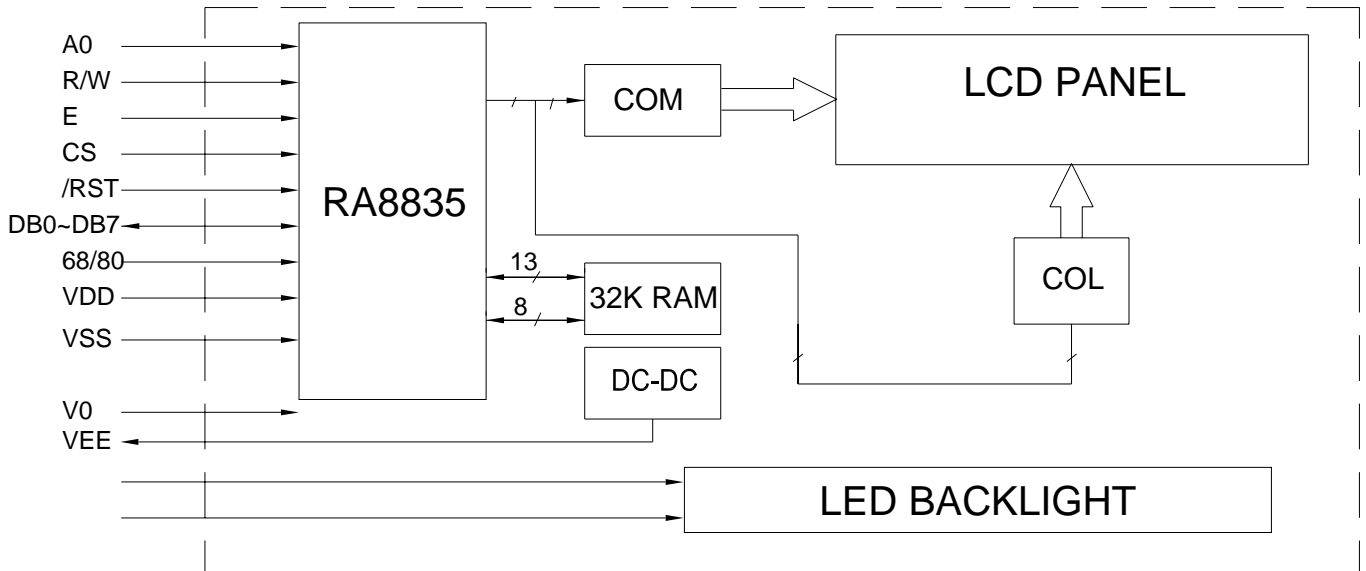 A0
R/W
E
CS
/RST
DB0~DB7
68/80
VDD
VSS
V0
VEE
RA8835
COM
LCD PANEL
COL
13
32K RAM
8
DC-DC
LED BACKLIGHT